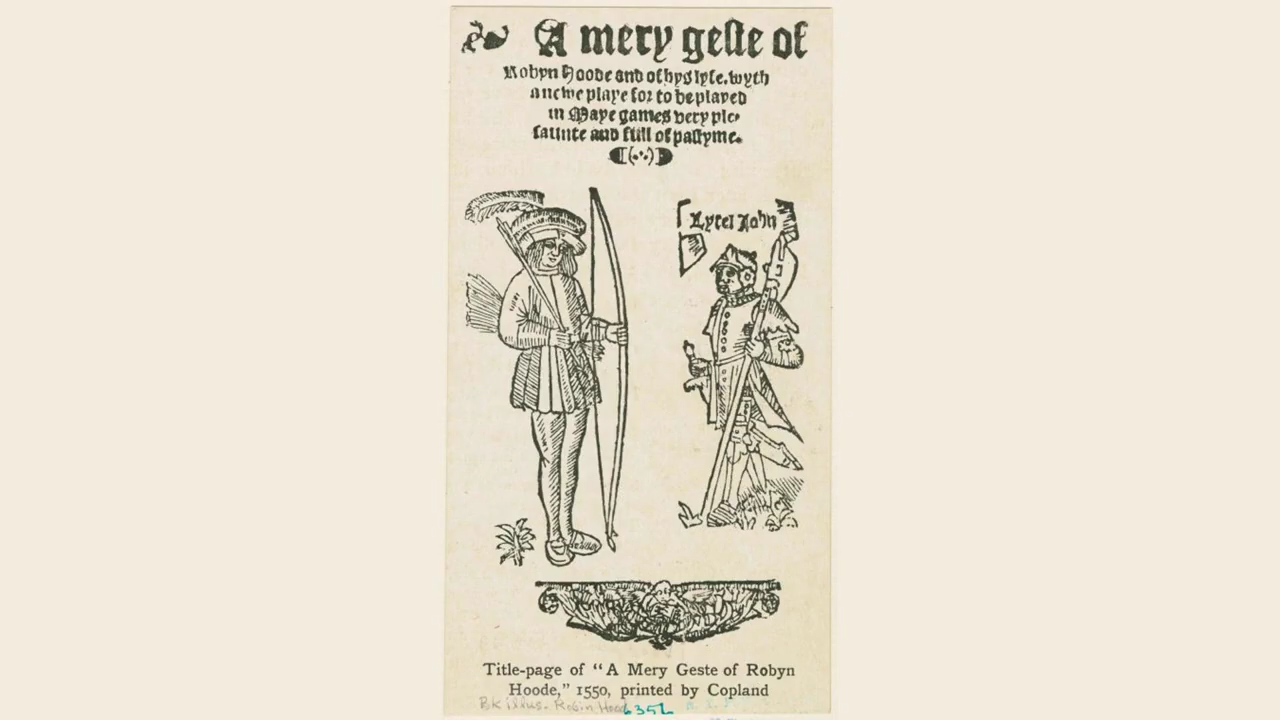 A mery geste of
Robyn Hoode and of hys lyfe, wyth
a newe playe for to be played
in Maye games very ple-
saunte and full of pastyme.
Lytel John
Title-page of “A Mery Geste of Robyn
Hoode,” 1550, printed by Copland
Bk illus. Robin Hood 6352